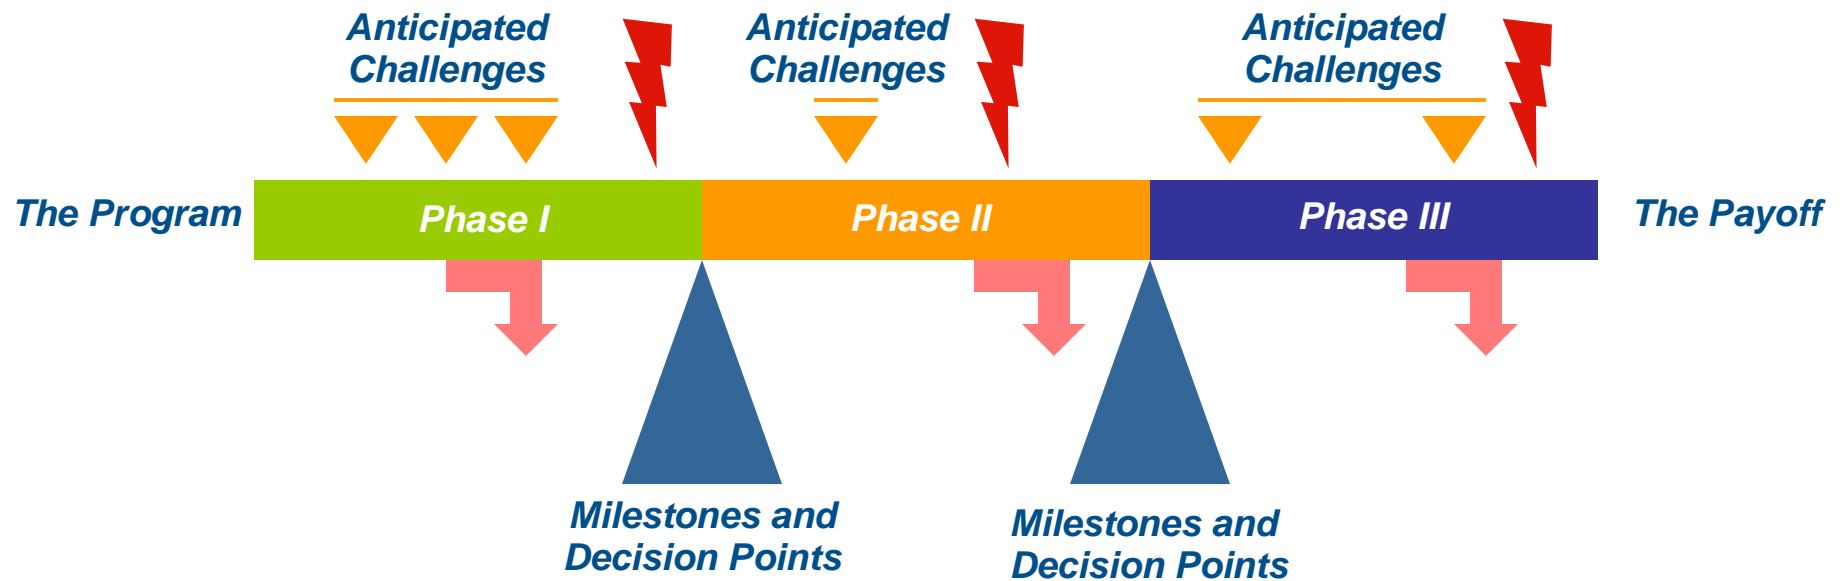 Anticipated
Challenges
Anticipated
Challenges
Anticipated
Challenges
The Program
Phase I
Phase II
Phase III
The Payoff
Milestones and
Decision Points
Milestones and
Decision Points